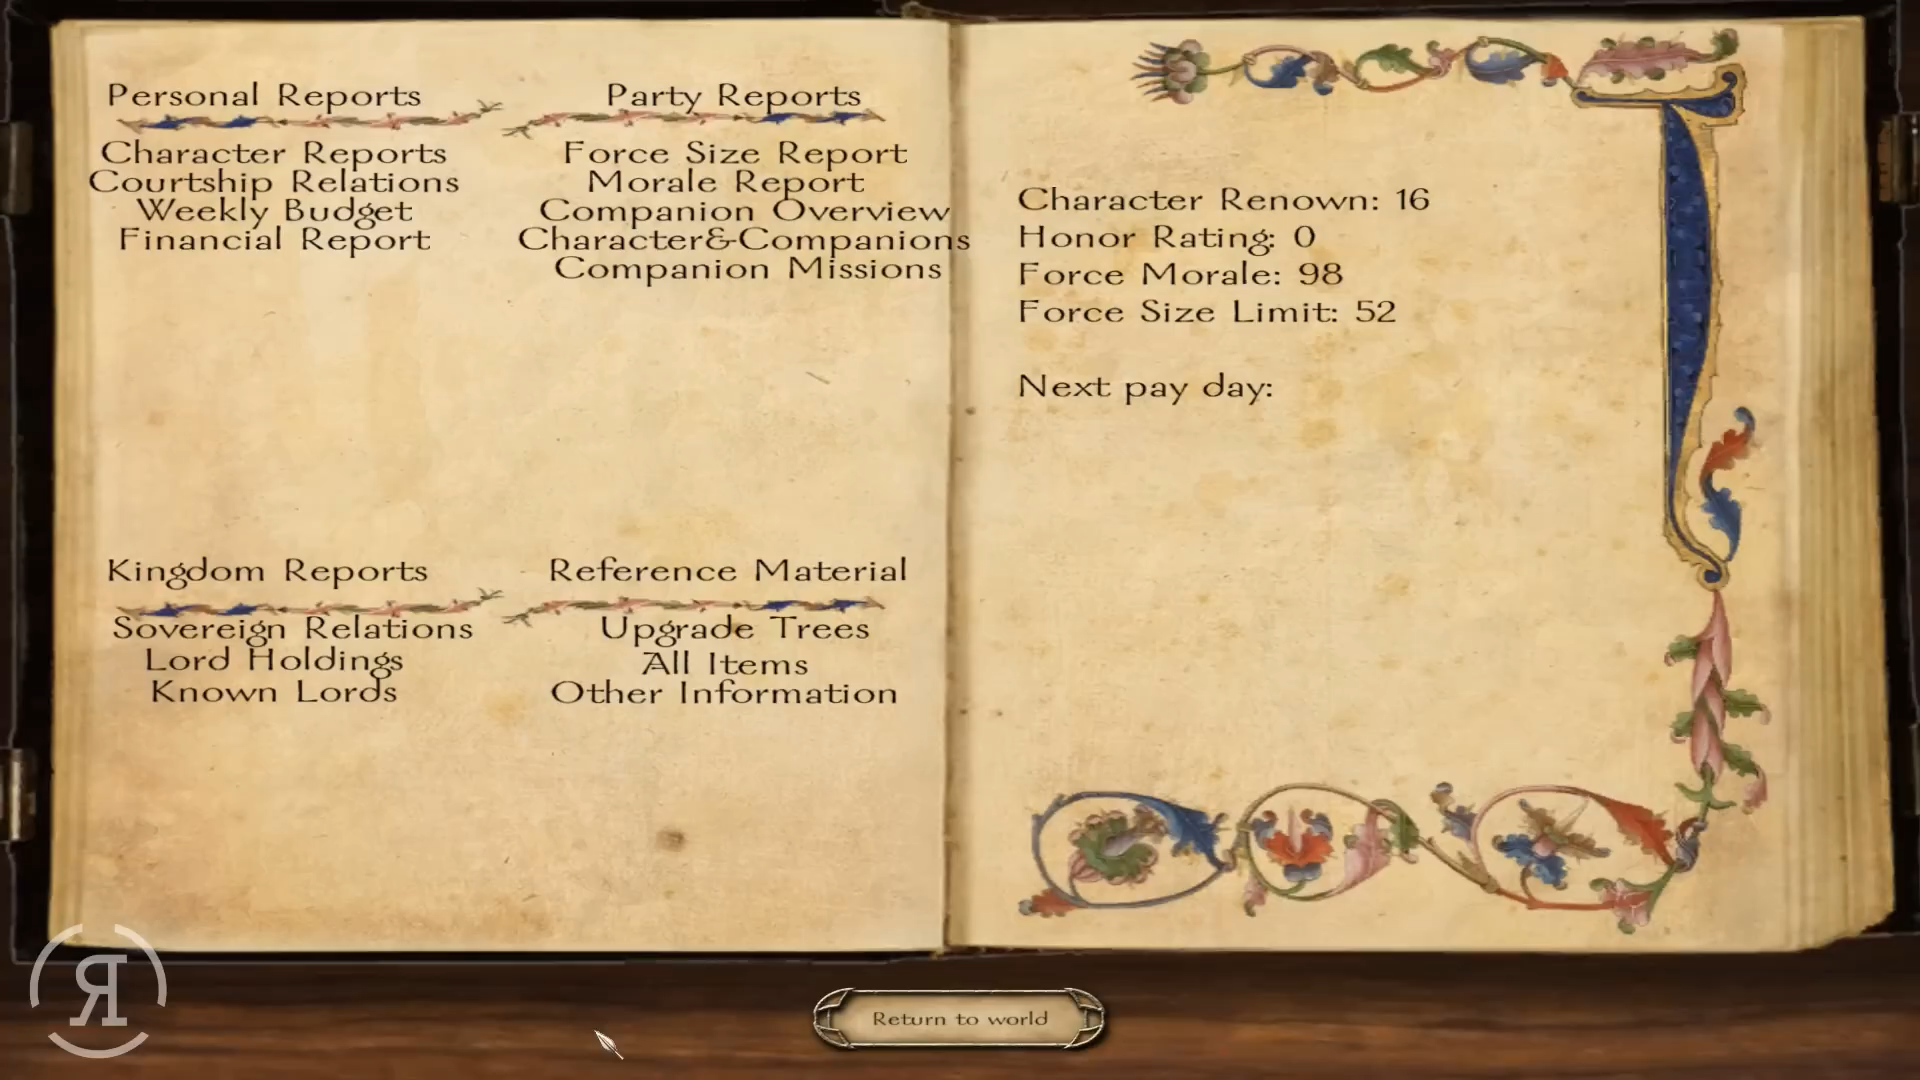 Personal Reports
Character Reports
Courtship Relations
Weekly Budget
Financial Report
Party Reports
Force Size Report
Morale Report
Companion Overview
Character&Companions
Companion Missions
Kingdom Reports
Sovereign Relations
Lord Holdings
Known Lords
Reference Material
Upgrade Trees
All Items
Other Information
Character Renown: 16
Honor Rating: 0
Force Morale: 98
Force Size Limit: 52
Next pay day:
Return to world